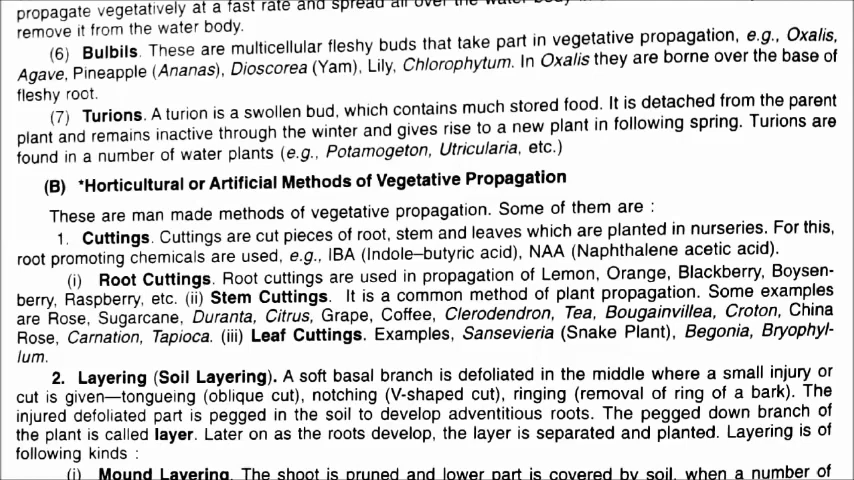 propagate vegetatively at a fast rate and spread all over the water body
remove it from the water body.
(6) Bulbils. These are multicellular fleshy buds that take part in vegetative propagation, e.g., Oxalis,
Agave, Pineapple (Ananas), Dioscorea (Yam), Lily, Chlorophytum. In Oxalis they are borne over the base of
fleshy root.
(7) Turions. A turion is a swollen bud, which contains much stored food. It is detached from the parent
plant and remains inactive through the winter and gives rise to a new plant in following spring. Turions are
found in a number of water plants (e.g., Potamogeton, Utricularia, etc.)
(B) *Horticultural or Artificial Methods of Vegetative Propagation
These are man made methods of vegetative propagation. Some of them are :
1. Cuttings. Cuttings are cut pieces of root, stem and leaves which are planted in nurseries. For this,
root promoting chemicals are used, e.g., IBA (Indole–butyric acid), NAA (Naphthalene acetic acid).
(i) Root Cuttings. Root cuttings are used in propagation of Lemon, Orange, Blackberry, Boysen-
berry, Raspberry, etc. (ii) Stem Cuttings. It is a common method of plant propagation. Some examples
are Rose, Sugarcane, Duranta, Citrus, Grape, Coffee, Clerodendron, Tea, Bougainvillea, Croton, China
Rose, Carnation, Tapioca. (iii) Leaf Cuttings. Examples, Sansevieria (Snake Plant), Begonia, Bryophyl-
lum.
2. Layering (Soil Layering). A soft basal branch is defoliated in the middle where a small injury or
cut is given—tongueing (oblique cut), notching (V-shaped cut), ringing (removal of ring of a bark). The
injured defoliated part is pegged in the soil to develop adventitious roots. The pegged down branch of
the plant is called layer. Later on as the roots develop, the layer is separated and planted. Layering is of
following kinds :
(i) Mound Layering. The shoot is pruned and lower part is covered by soil, when a number of